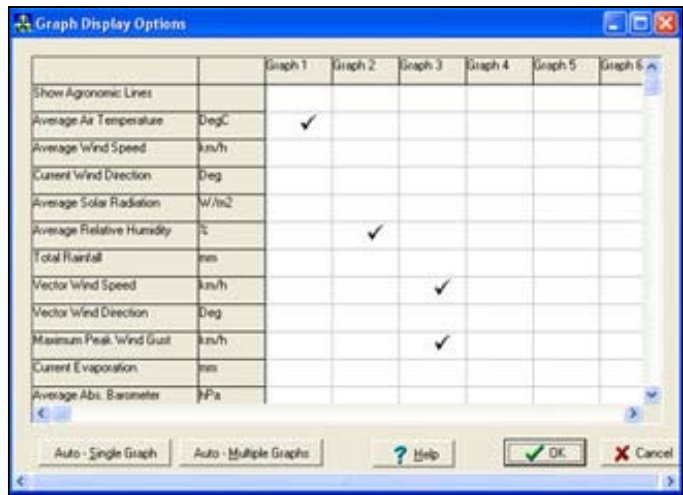 Graph Display Options
Graph 1 Graph 2 Graph 3 Graph 4 Graph 5 Graph 6
Show Agronomic Lines
Average Air Temperature DegC
Average Wind Speed km/h
Current Wind Direction Deg
Average Solar Radiation W/m2
Average Relative Humidity %
Total Rainfall mm
Vector Wind Speed km/h
Vector Wind Direction Deg
Maximum Peak Wind Gust km/h
Current Evaporation mm
Average Abs. Barometer hPa
Auto - Single Graph Auto - Multiple Graphs Help OK Cancel